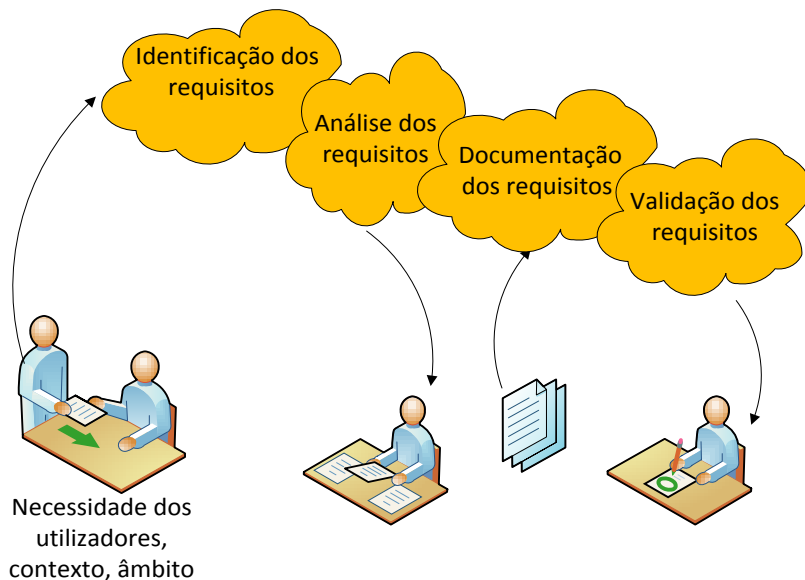 Identificação dos
requisitos
Análise dos
requisitos
Documentação
dos requisitos
Validação dos
requisitos
Necessidade dos
utilizadores,
contexto, âmbito